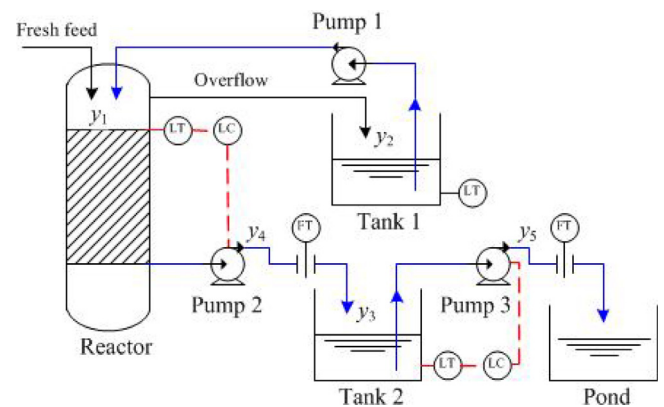 Fresh feed
Pump 1
Overflow
y1
LT
LC
y2
LT
Tank 1
y4
FT
Pump 2
y3
Pump 3
y5
FT
Reactor
LT
LC
Tank 2
Pond